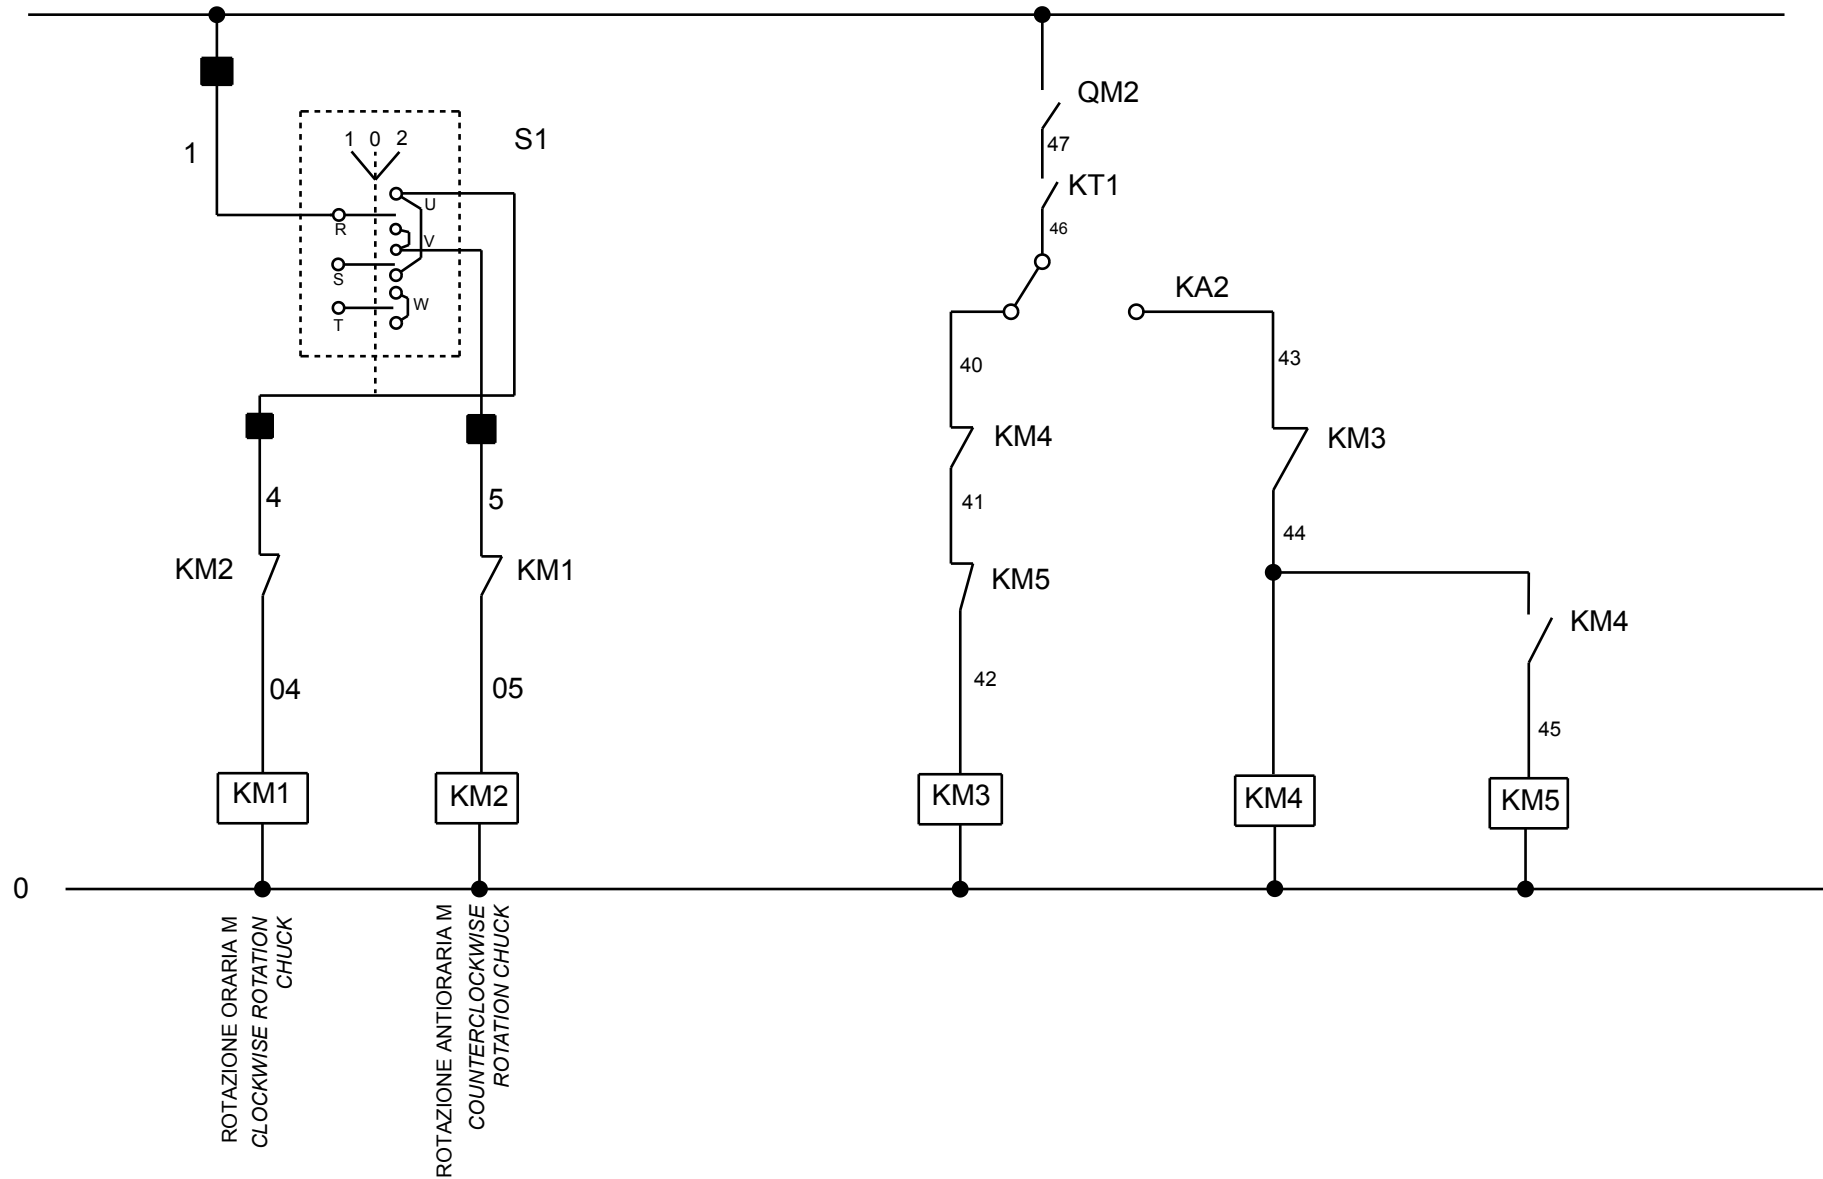 QM2
1 0 2
S1
47
1
KT1
U
R
46
V
S
KA2
W
T
40
43
KM4
KM3
4
5
41
44
KM2
KM1
KM5
KM4
42
04
05
45
KM1
KM2
KM3
KM4
KM5
0
ROTAZIONE ORARIA M
CLOCKWISE ROTATION
CHUCK
ROTAZIONE ANTIORARIA M
COUNTERCLOCKWISE
ROTATION CHUCK